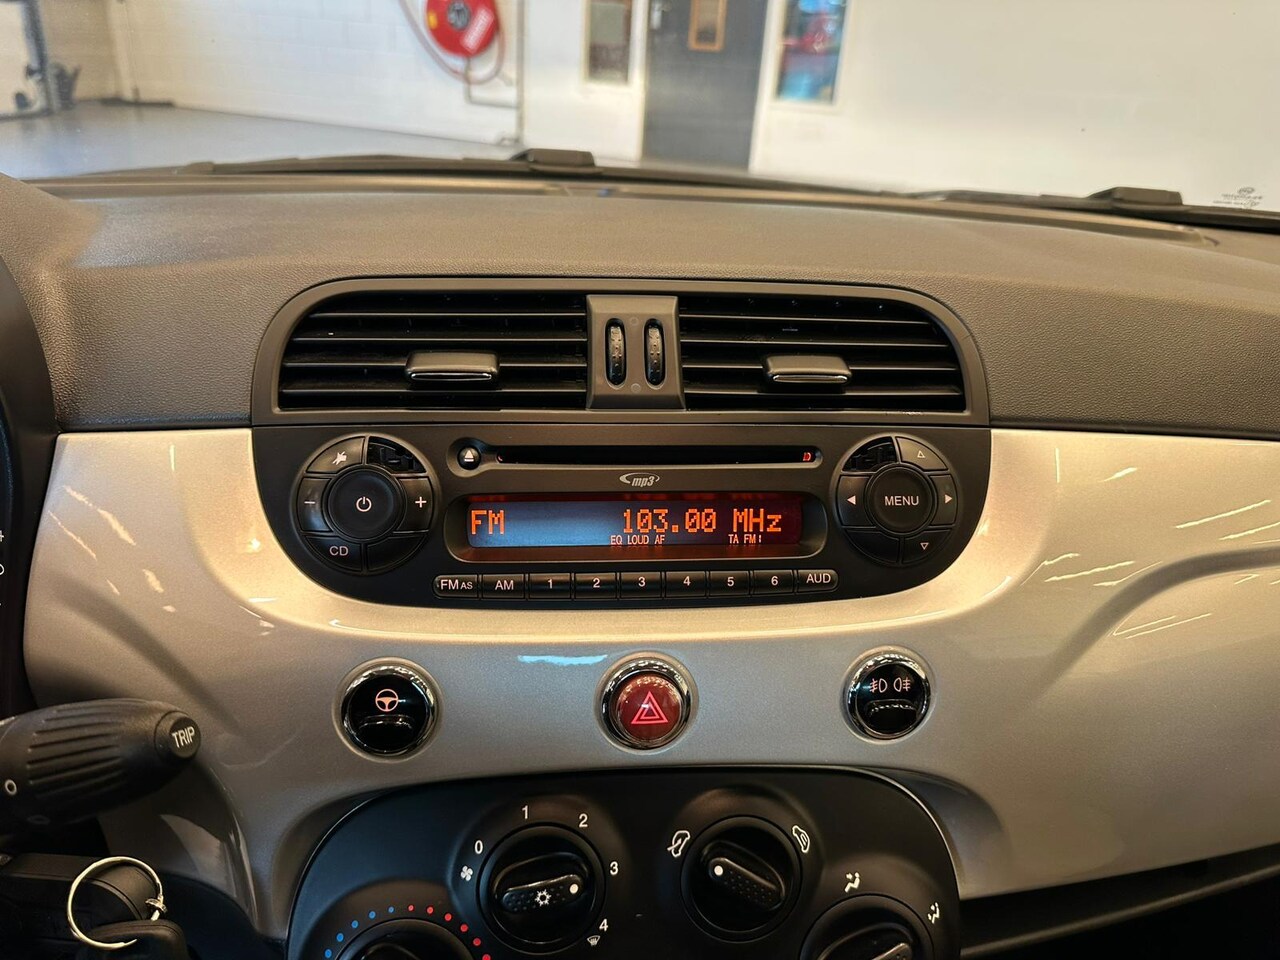 mp3
FM 103.00 MHz
EQ LOUD AF TA FM1
− +
CD
MENU
FM AS AM 1 2 3 4 5 6 AUD
TRIP
0 1 2 3 4